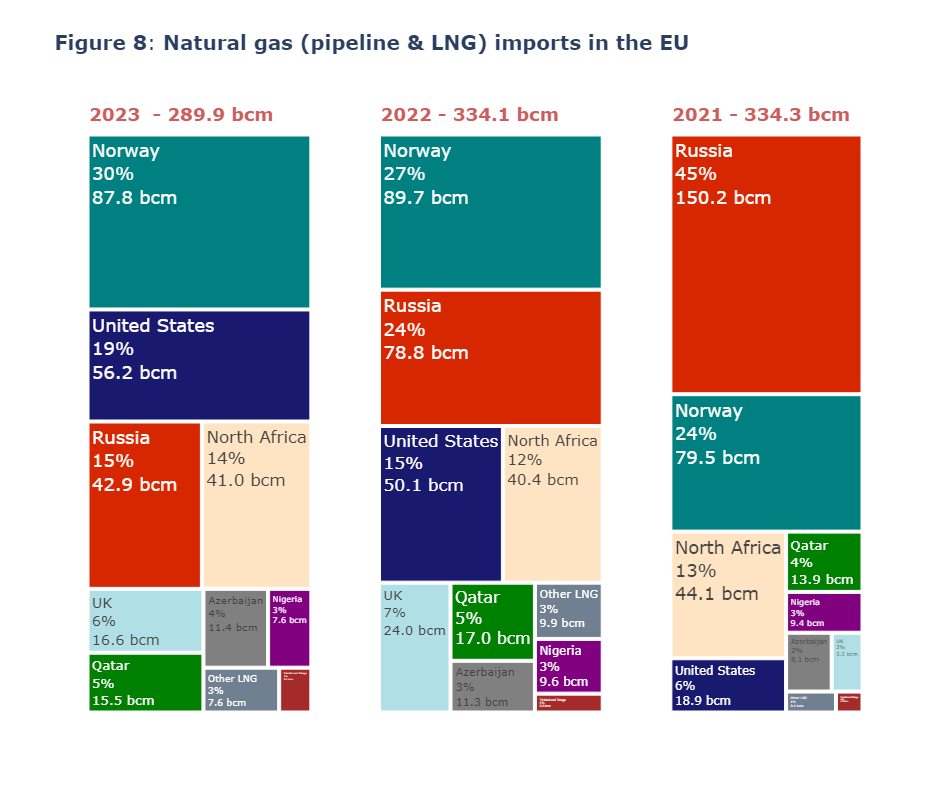 Figure 8: Natural gas (pipeline & LNG) imports in the EU
2023 - 289.9 bcm
Norway
30%
87.8 bcm
United States
19%
56.2 bcm
Russia
15%
42.9 bcm
North Africa
14%
41.0 bcm
UK
6%
16.6 bcm
Qatar
5%
15.5 bcm
Azerbaijan
4%
11.4 bcm
Nigeria
3%
7.6 bcm
Other LNG
3%
7.6 bcm
2022 - 334.1 bcm
Norway
27%
89.7 bcm
Russia
24%
78.8 bcm
United States
15%
50.1 bcm
North Africa
12%
40.4 bcm
UK
7%
24.0 bcm
Qatar
5%
17.0 bcm
Azerbaijan
3%
11.3 bcm
Other LNG
3%
9.9 bcm
Nigeria
3%
9.6 bcm
2021 - 334.3 bcm
Russia
45%
150.2 bcm
Norway
24%
79.5 bcm
North Africa
13%
44.1 bcm
United States
6%
18.9 bcm
Qatar
4%
13.9 bcm
Nigeria
3%
9.4 bcm
Azerbaijan
2%
8.1 bcm
UK
2%
bcm
Other LNG